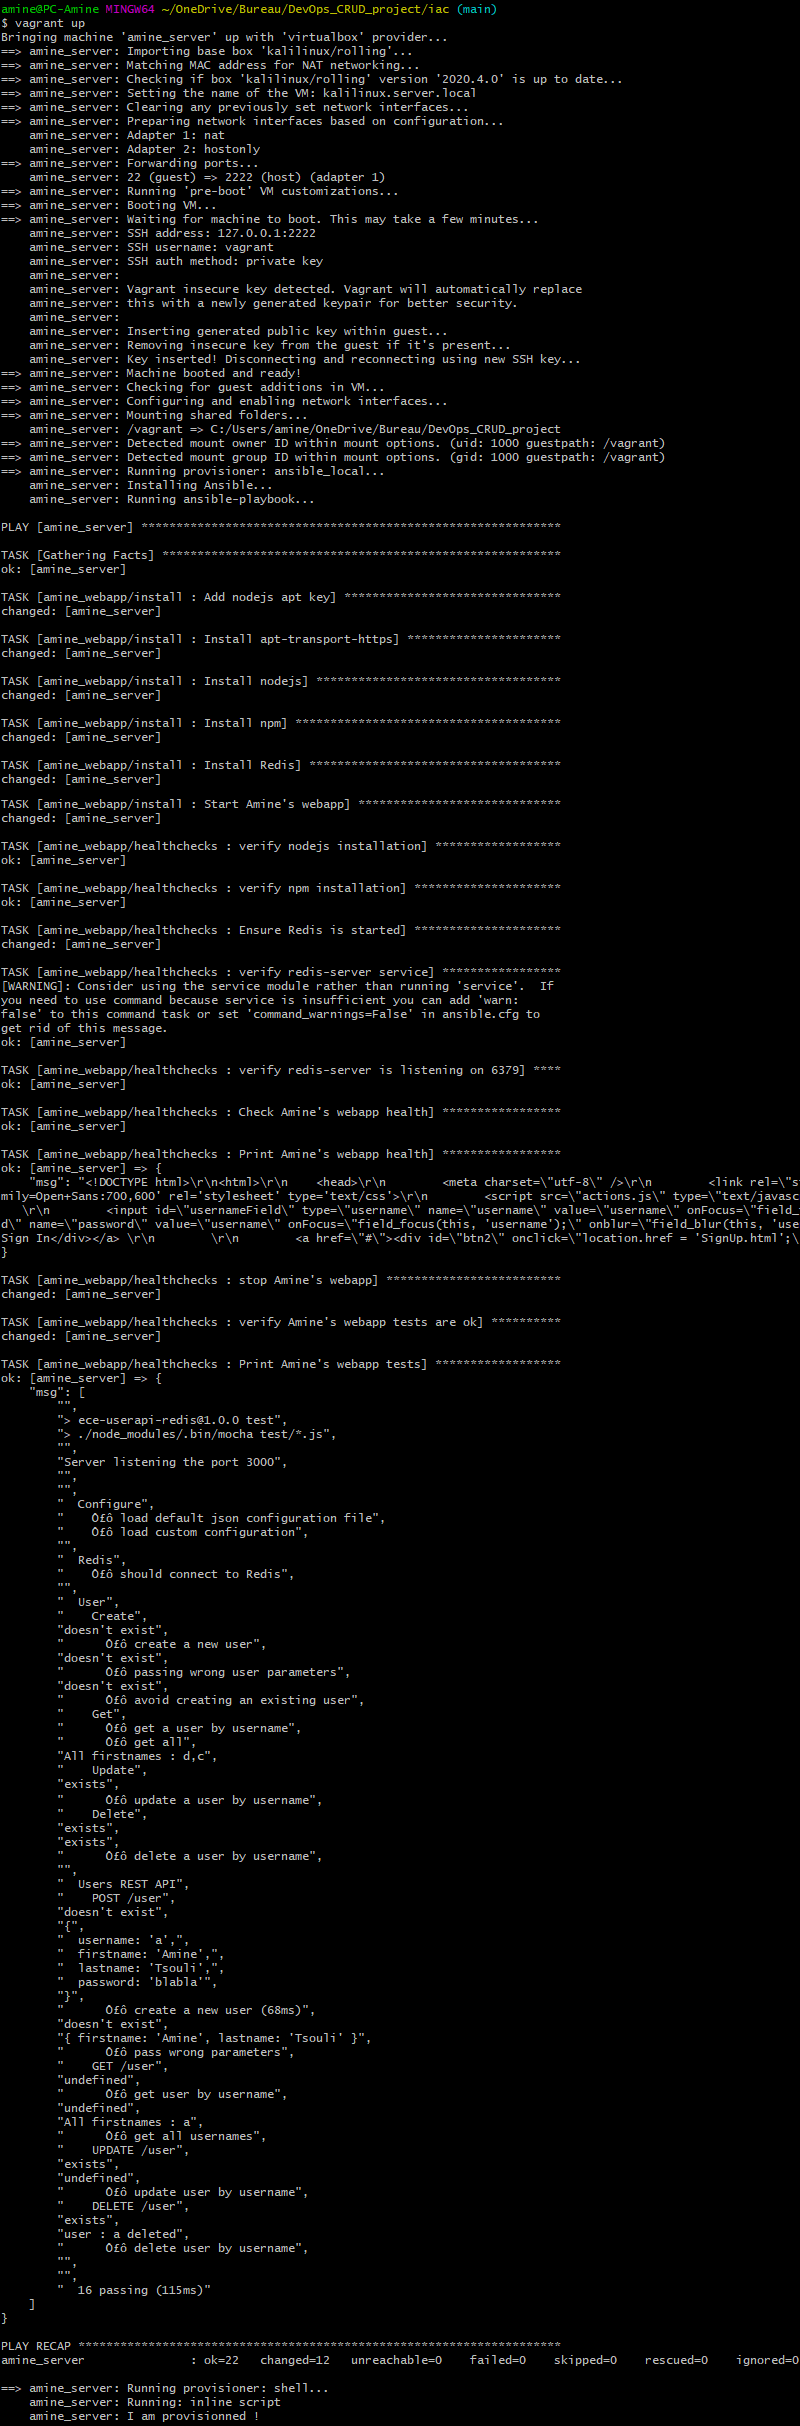 amine@PC-Amine MINGW64 ~/OneDrive/Bureau/DevOps_CRUD_project/iac (main)
$ vagrant up
Bringing machine 'amine_server' up with 'virtualbox' provider...
==> amine_server: Importing base box 'kalilinux/rolling'...
==> amine_server: Matching MAC address for NAT networking...
==> amine_server: Checking if box 'kalilinux/rolling' version '2020.4.0' is up to date...
==> amine_server: Setting the name of the VM: kalilinux.server.local
==> amine_server: Clearing any previously set network interfaces...
==> amine_server: Preparing network interfaces based on configuration...
    amine_server: Adapter 1: nat
    amine_server: Adapter 2: hostonly
==> amine_server: Forwarding ports...
    amine_server: 22 (guest) => 2222 (host) (adapter 1)
==> amine_server: Running 'pre-boot' VM customizations...
==> amine_server: Booting VM...
==> amine_server: Waiting for machine to boot. This may take a few minutes...
    amine_server: SSH address: 127.0.0.1:2222
    amine_server: SSH username: vagrant
    amine_server: SSH auth method: private key
    amine_server:
    amine_server: Vagrant insecure key detected. Vagrant will automatically replace
    amine_server: this with a newly generated keypair for better security.
    amine_server:
    amine_server: Inserting generated public key within guest...
    amine_server: Removing insecure key from the guest if it's present...
    amine_server: Key inserted! Disconnecting and reconnecting using new SSH key...
==> amine_server: Machine booted and ready!
==> amine_server: Checking for guest additions in VM...
==> amine_server: Configuring and enabling network interfaces...
==> amine_server: Mounting shared folders...
    amine_server: /vagrant => C:/Users/amine/OneDrive/Bureau/DevOps_CRUD_project
==> amine_server: Detected mount owner ID within mount options. (uid: 1000 guestpath: /vagrant)
==> amine_server: Detected mount group ID within mount options. (gid: 1000 guestpath: /vagrant)
==> amine_server: Running provisioner: ansible_local...
    amine_server: Installing Ansible...
    amine_server: Running ansible-playbook...
PLAY [amine_server] ************************************************************
TASK [Gathering Facts] *********************************************************
ok: [amine_server]
TASK [amine_webapp/install : Add nodejs apt key] *******************************
changed: [amine_server]
TASK [amine_webapp/install : Install apt-transport-https] **********************
changed: [amine_server]
TASK [amine_webapp/install : Install nodejs] ***********************************
changed: [amine_server]
TASK [amine_webapp/install : Install npm] **************************************
changed: [amine_server]
TASK [amine_webapp/install : Install Redis] ************************************
changed: [amine_server]
TASK [amine_webapp/install : Start Amine's webapp] *****************************
changed: [amine_server]
TASK [amine_webapp/healthchecks : verify nodejs installation] ******************
ok: [amine_server]
TASK [amine_webapp/healthchecks : verify npm installation] *********************
ok: [amine_server]
TASK [amine_webapp/healthchecks : Ensure Redis is started] *********************
changed: [amine_server]
TASK [amine_webapp/healthchecks : verify redis-server service] *****************
[WARNING]: Consider using the service module rather than running 'service'.  If
you need to use command because service is insufficient you can add 'warn:
false' to this command task or set 'command_warnings=False' in ansible.cfg to
get rid of this message.
ok: [amine_server]
TASK [amine_webapp/healthchecks : verify redis-server is listening on 6379] ****
ok: [amine_server]
TASK [amine_webapp/healthchecks : Check Amine's webapp health] *****************
ok: [amine_server]
TASK [amine_webapp/healthchecks : Print Amine's webapp health] *****************
ok: [amine_server] => {
    "msg": "<!DOCTYPE html>\r\n<html>\r\n    <head>\r\n        <meta charset=\"utf-8\" />\r\n        <link rel=\"s
mily=Open+Sans:700,600' rel='stylesheet' type='text/css'>\r\n        <script src=\"actions.js\" type=\"text/javasc
   \r\n        <input id=\"usernameField\" type=\"username\" name=\"username\" value=\"username\" onFocus=\"field_
d\" name=\"password\" value=\"username\" onFocus=\"field_focus(this, 'username');\" onblur=\"field_blur(this, 'use
Sign In</div></a> \r\n        \r\n        <a href=\"#\"><div id=\"btn2\" onclick=\"location.href = 'SignUp.html';\
}
TASK [amine_webapp/healthchecks : stop Amine's webapp] *************************
changed: [amine_server]
TASK [amine_webapp/healthchecks : verify Amine's webapp tests are ok] **********
changed: [amine_server]
TASK [amine_webapp/healthchecks : Print Amine's webapp tests] ******************
ok: [amine_server] => {
    "msg": [
        "",
        "> ece-userapi-redis@1.0.0 test",
        "> ./node_modules/.bin/mocha test/*.js",
        "",
        "Server listening the port 3000",
        "",
        "",
        "  Configure",
        "    Ô£ô load default json configuration file",
        "    Ô£ô load custom configuration",
        "",
        "  Redis",
        "    Ô£ô should connect to Redis",
        "",
        "  User",
        "    Create",
        "doesn't exist",
        "      Ô£ô create a new user",
        "doesn't exist",
        "      Ô£ô passing wrong user parameters",
        "doesn't exist",
        "      Ô£ô avoid creating an existing user",
        "    Get",
        "      Ô£ô get a user by username",
        "      Ô£ô get all",
        "All firstnames : d,c",
        "    Update",
        "exists",
        "      Ô£ô update a user by username",
        "    Delete",
        "exists",
        "exists",
        "      Ô£ô delete a user by username",
        "",
        "  Users REST API",
        "    POST /user",
        "doesn't exist",
        "{",
        "  username: 'a',",
        "  firstname: 'Amine',",
        "  lastname: 'Tsouli',",
        "  password: 'blabla'",
        "}",
        "      Ô£ô create a new user (68ms)",
        "doesn't exist",
        "{ firstname: 'Amine', lastname: 'Tsouli' }",
        "      Ô£ô pass wrong parameters",
        "    GET /user",
        "undefined",
        "      Ô£ô get user by username",
        "undefined",
        "All firstnames : a",
        "      Ô£ô get all usernames",
        "    UPDATE /user",
        "exists",
        "undefined",
        "      Ô£ô update user by username",
        "    DELETE /user",
        "exists",
        "user : a deleted",
        "      Ô£ô delete user by username",
        "",
        "",
        "  16 passing (115ms)"
    ]
}
PLAY RECAP *********************************************************************
amine_server               : ok=22   changed=12   unreachable=0    failed=0    skipped=0    rescued=0    ignored=0
==> amine_server: Running provisioner: shell...
    amine_server: Running: inline script
    amine_server: I am provisionned !